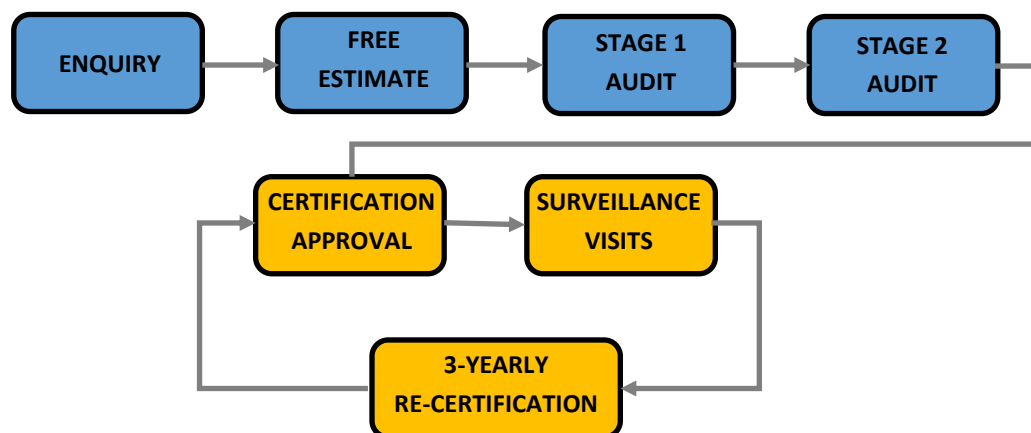 ENQUIRY
FREE
ESTIMATE
STAGE 1
AUDIT
STAGE 2
AUDIT
CERTIFICATION
APPROVAL
SURVEILLANCE
VISITS
3-YEARLY
RE-CERTIFICATION